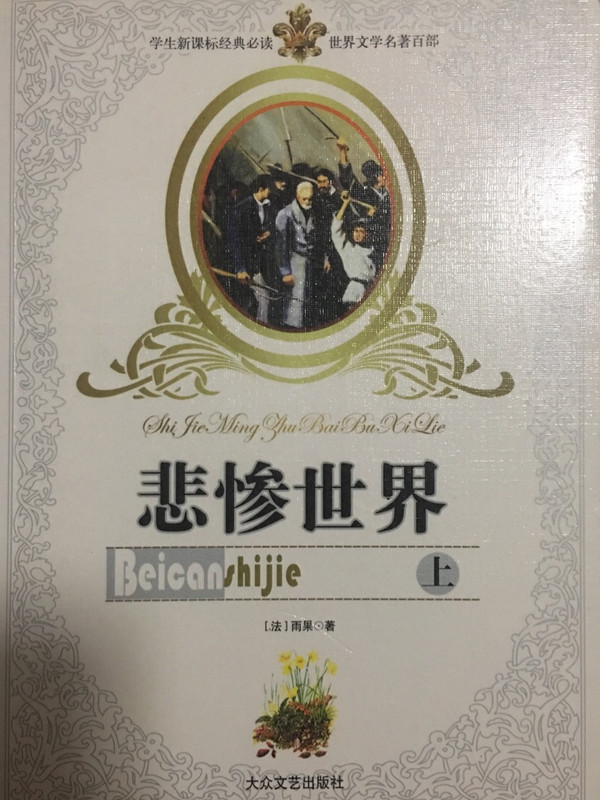 学生新课标经典必读 世界文学名著百部
Shi Jie Ming Zhu Bai Bu Xi Lie
悲惨世界
Beicanshijie 上
[法]雨果⊙著
大众文艺出版社